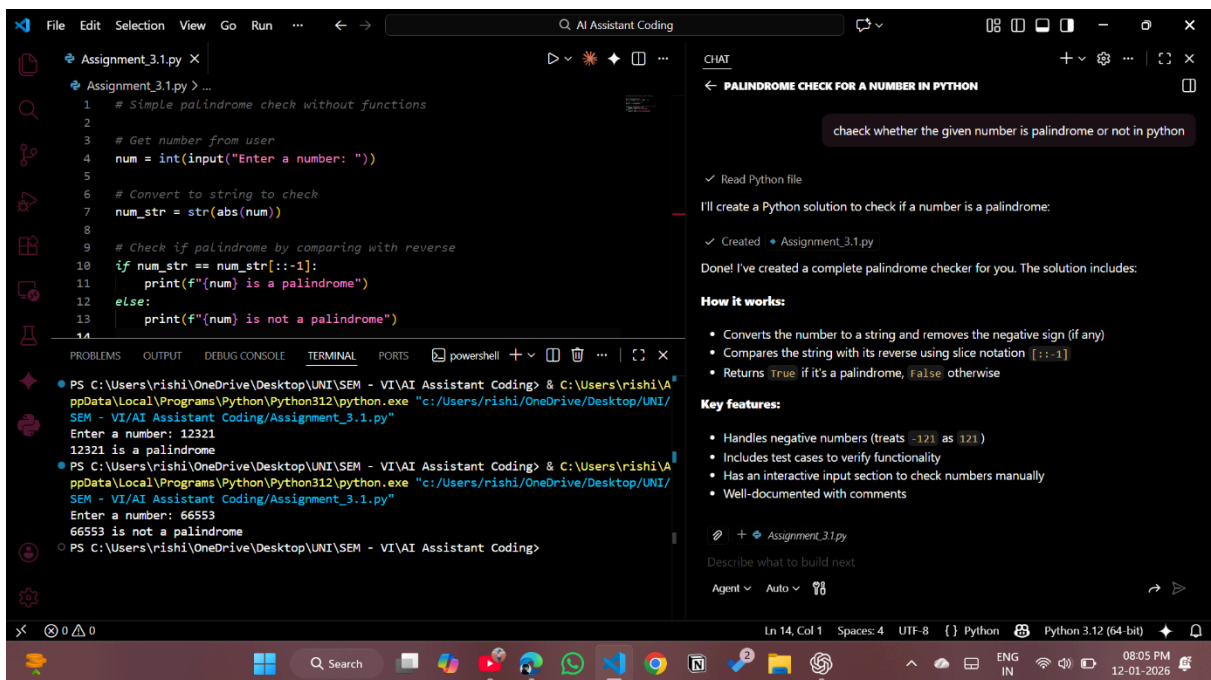 File Edit Selection View Go Run ··· ← → AI Assistant Coding
Assignment_3.1.py
Assignment_3.1.py > ...
1 # Simple palindrome check without functions
2
3 # Get number from user
4 num = int(input("Enter a number: "))
5
6 # Convert to string to check
7 num_str = str(abs(num))
8
9 # Check if palindrome by comparing with reverse
10 if num_str == num_str[::-1]:
11     print(f"{num} is a palindrome")
12 else:
13     print(f"{num} is not a palindrome")
14
PROBLEMS OUTPUT DEBUG CONSOLE TERMINAL PORTS powershell
PS C:\Users\rishi\OneDrive\Desktop\UNI\SEM - VI\AI Assistant Coding> & C:\Users\rishi\A
ppData\Local\Programs\Python\Python312\python.exe "c:/Users/rishi/OneDrive/Desktop/UNI/
SEM - VI/AI Assistant Coding/Assignment_3.1.py"
Enter a number: 12321
12321 is a palindrome
PS C:\Users\rishi\OneDrive\Desktop\UNI\SEM - VI\AI Assistant Coding> & C:\Users\rishi\A
ppData\Local\Programs\Python\Python312\python.exe "c:/Users/rishi/OneDrive/Desktop/UNI/
SEM - VI/AI Assistant Coding/Assignment_3.1.py"
Enter a number: 66553
66553 is not a palindrome
PS C:\Users\rishi\OneDrive\Desktop\UNI\SEM - VI\AI Assistant Coding>
CHAT
PALINDROME CHECK FOR A NUMBER IN PYTHON
chaeck whether the given number is palindrome or not in python
Read Python file
I'll create a Python solution to check if a number is a palindrome:
Created Assignment_3.1.py
Done! I've created a complete palindrome checker for you. The solution includes:
How it works:
• Converts the number to a string and removes the negative sign (if any)
• Compares the string with its reverse using slice notation [::-1]
• Returns True if it's a palindrome, False otherwise
Key features:
• Handles negative numbers (treats -121 as 121)
• Includes test cases to verify functionality
• Has an interactive input section to check numbers manually
• Well-documented with comments
Assignment_3.1.py
Describe what to build next
Agent Auto
0 0 Ln 14, Col 1 Spaces: 4 UTF-8 { } Python Python 3.12 (64-bit)
Search 2 ENG 08:05 PM
IN 12-01-2026